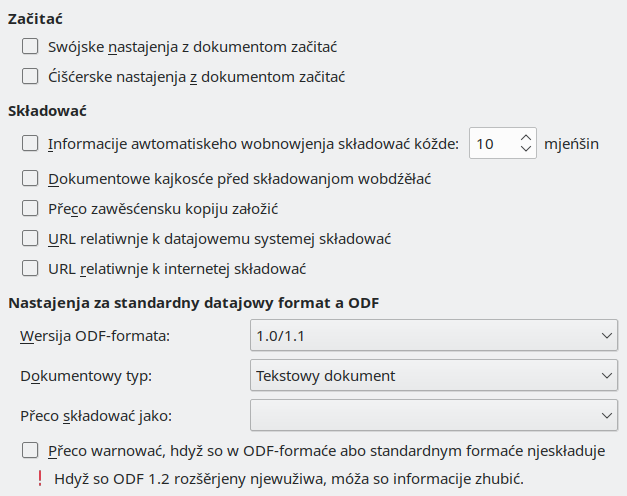 Začitać
Swójske nastajenja z dokumentom začitać
Ćišćerske nastajenja z dokumentom začitać
Składować
Informacije awtomatiskeho wobnowjenja składować kóžde: 10 mjeńšin
Dokumentowe kajkosće před składowanjom wobdźěłać
Přeco zawěsćensku kopiju załožić
URL relatiwnje k datajowemu systemej składować
URL relatiwnje k internetej składować
Nastajenja za standardny datajowy format a ODF
Wersija ODF-formata: 1.0/1.1
Dokumentowy typ: Tekstowy dokument
Přeco składować jako:
Přeco warnować, hdyž so w ODF-formaće abo standardnym formaće njeskładuje
! Hdyž so ODF 1.2 rozšěrjeny njewužiwa, móža so informacije zhubić.